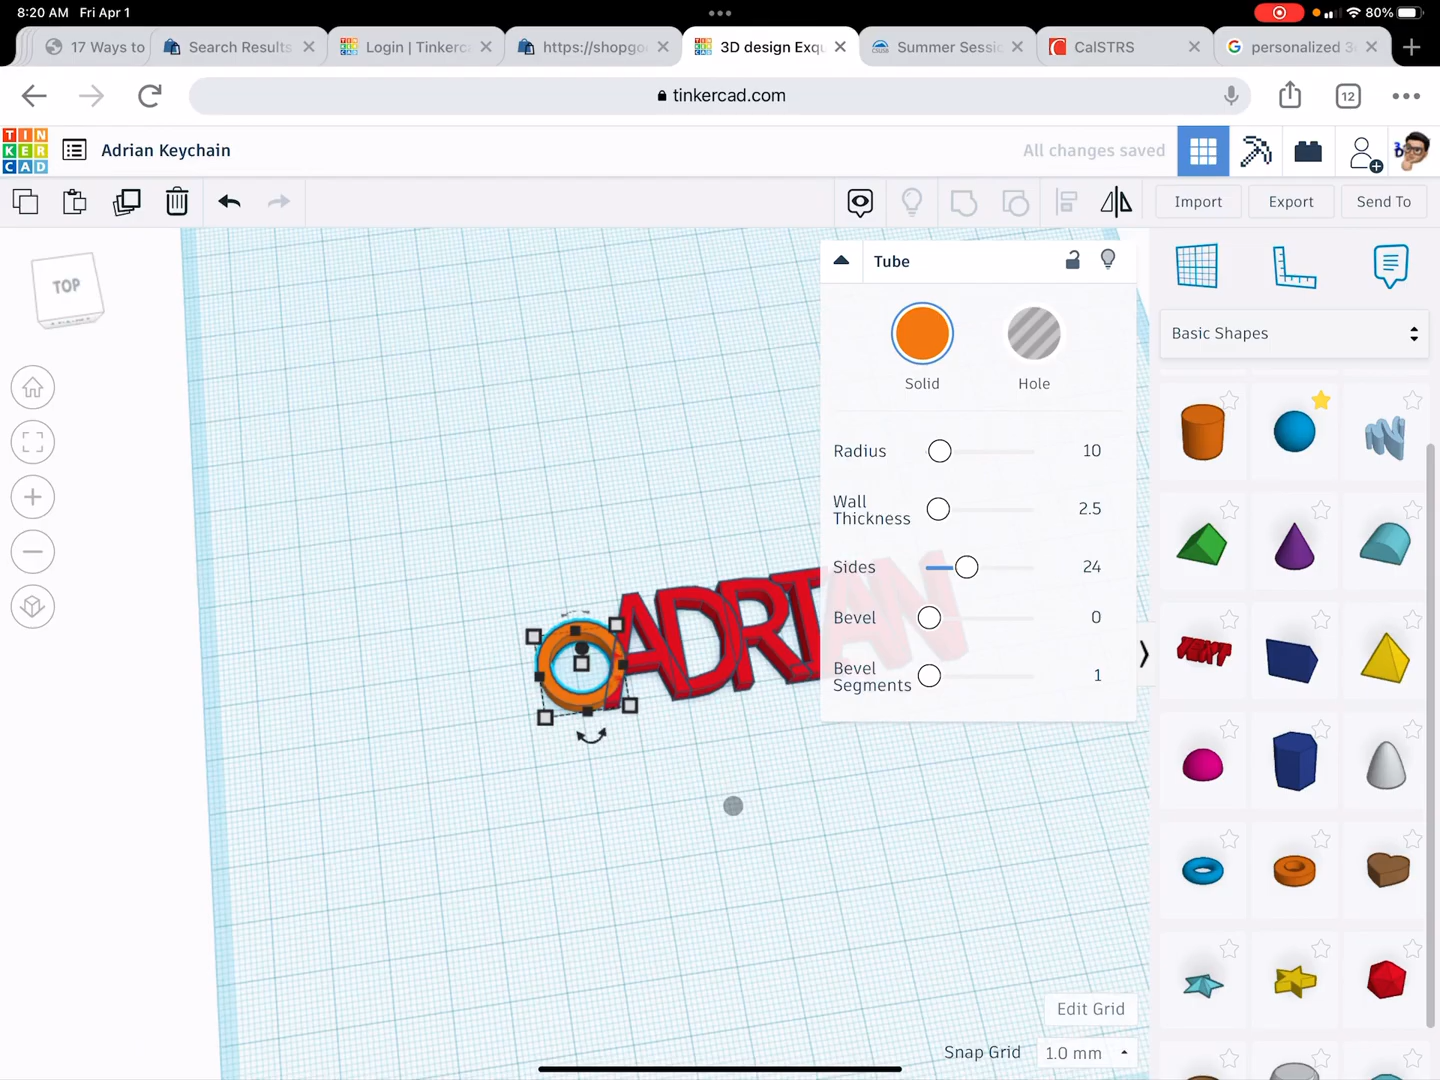 8:20 AM Fri Apr 1
80%
17 Ways to
Search Results
Login | Tinkerc
https://shopgo
3D design Exqu
Summer Sessi
CalSTRS
personalized 3
tinkercad.com
12
TIN
KER
CAD
Adrian Keychain
All changes saved
Import
Export
Send To
TOP
Tube
Solid
Hole
Radius
10
Wall
Thickness
2.5
Sides
24
Bevel
0
Bevel
Segments
1
ADRIAN
Basic Shapes
TEXT
Edit Grid
Snap Grid
1.0 mm